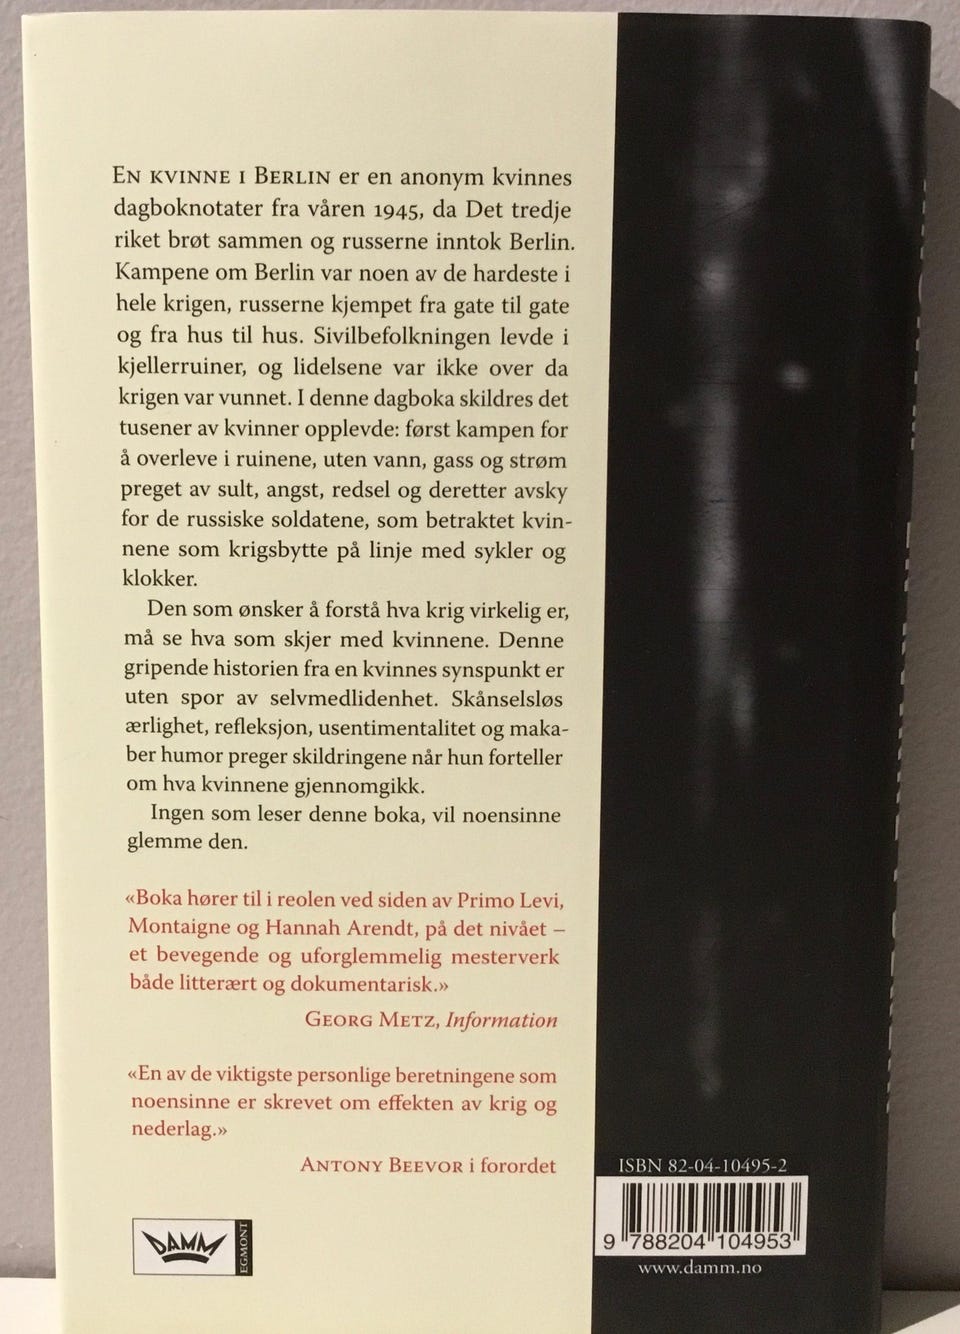 EN KVINNE I BERLIN er en anonym kvinnes
dagboknotater fra våren 1945, da Det tredje
riket brøt sammen og russerne inntok Berlin.
Kampene om Berlin var noen av de hardeste i
hele krigen, russerne kjempet fra gate til gate
og fra hus til hus. Sivilbefolkningen levde i
kjellerruiner, og lidelsene var ikke over da
krigen var vunnet. I denne dagboka skildres det
tusener av kvinner opplevde: først kampen for
å overleve i ruinene, uten vann, gass og strøm
preget av sult, angst, redsel og deretter avsky
for de russiske soldatene, som betraktet kvin-
nene som krigsbytte på linje med sykler og
klokker.
Den som ønsker å forstå hva krig virkelig er,
må se hva som skjer med kvinnene. Denne
gripende historien fra en kvinnes synspunkt er
uten spor av selvmedlidenhet. Skånselsløs
ærlighet, refleksjon, usentimentalitet og maka-
ber humor preger skildringene når hun forteller
om hva kvinnene gjennomgikk.
Ingen som leser denne boka, vil noensinne
glemme den.
«Boka hører til i reolen ved siden av Primo Levi,
Montaigne og Hannah Arendt, på det nivået –
et bevegende og uforglemmelig mesterverk
både litterært og dokumentarisk.»
GEORG METZ, Information
«En av de viktigste personlige beretningene som
noensinne er skrevet om effekten av krig og
nederlag.»
ANTONY BEEVOR i forordet
DAMM
EGMONT
ISBN 82-04-10495-2
9 788204 104953
www.damm.no